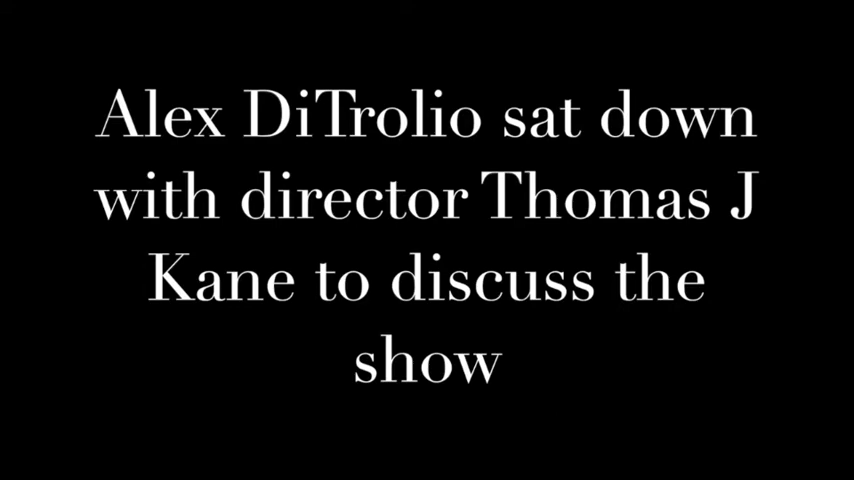 Alex DiTrolio sat down
with director Thomas J
Kane to discuss the
show